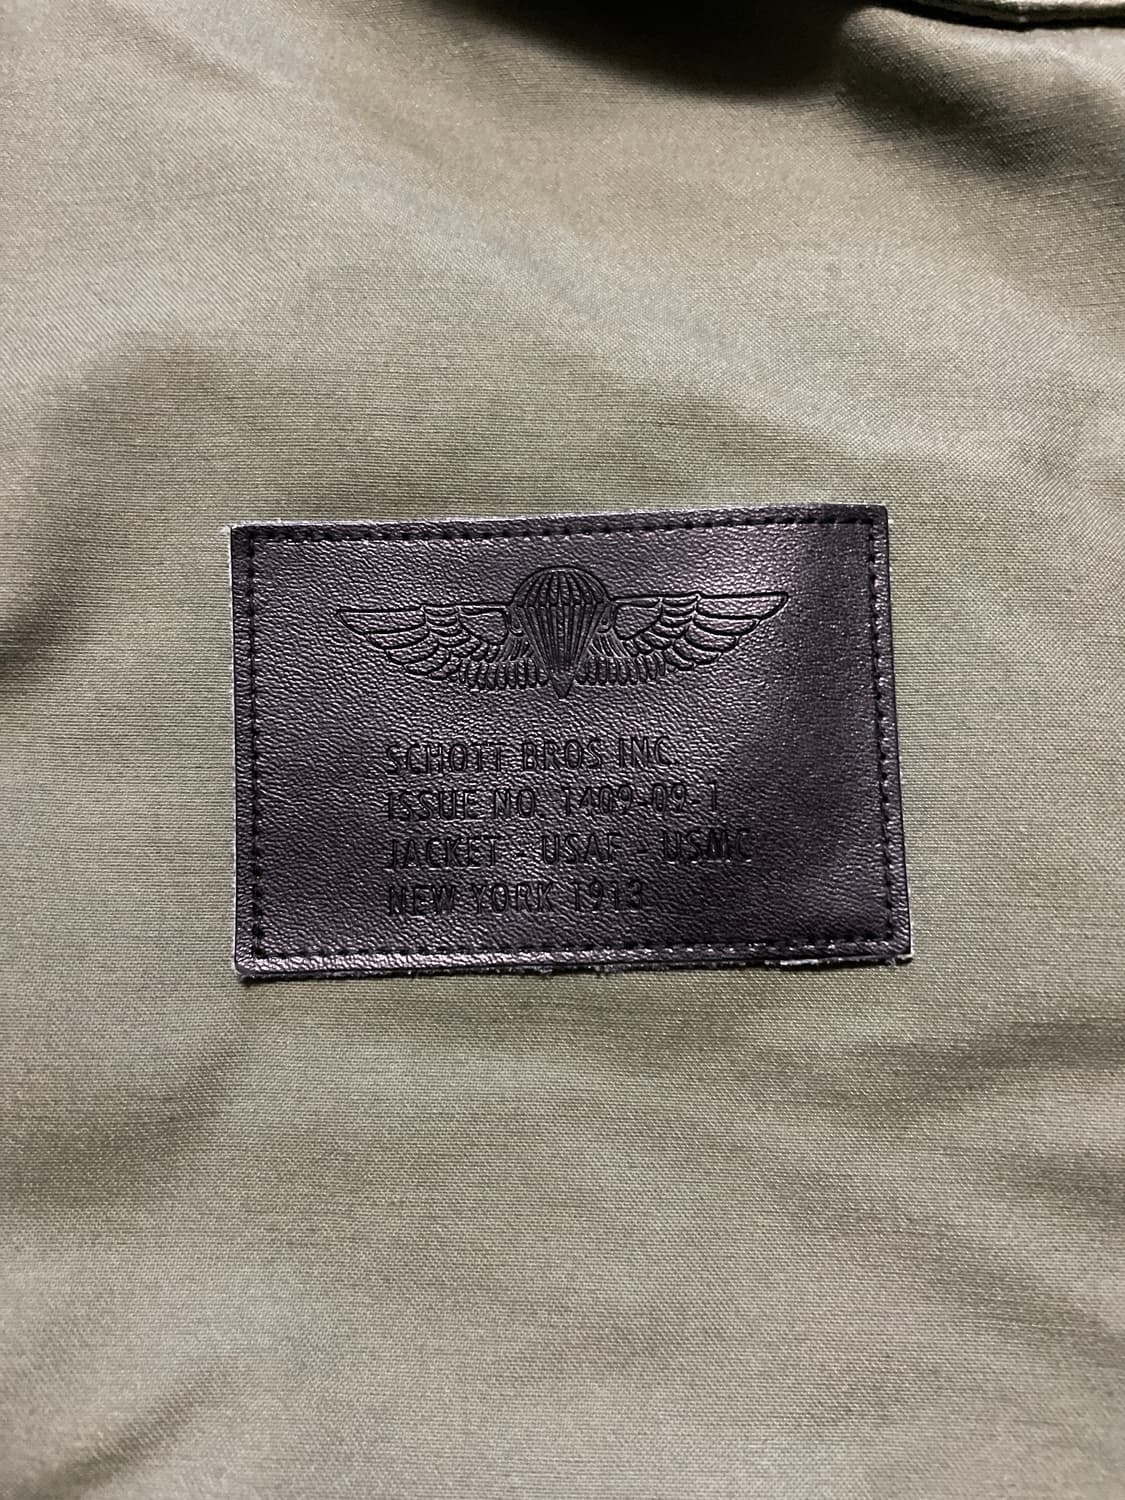 SCHOTT BROS INC.
ISSUE NO. 1409-09-1
JACKET - USAF - USMC
NEW YORK 1913